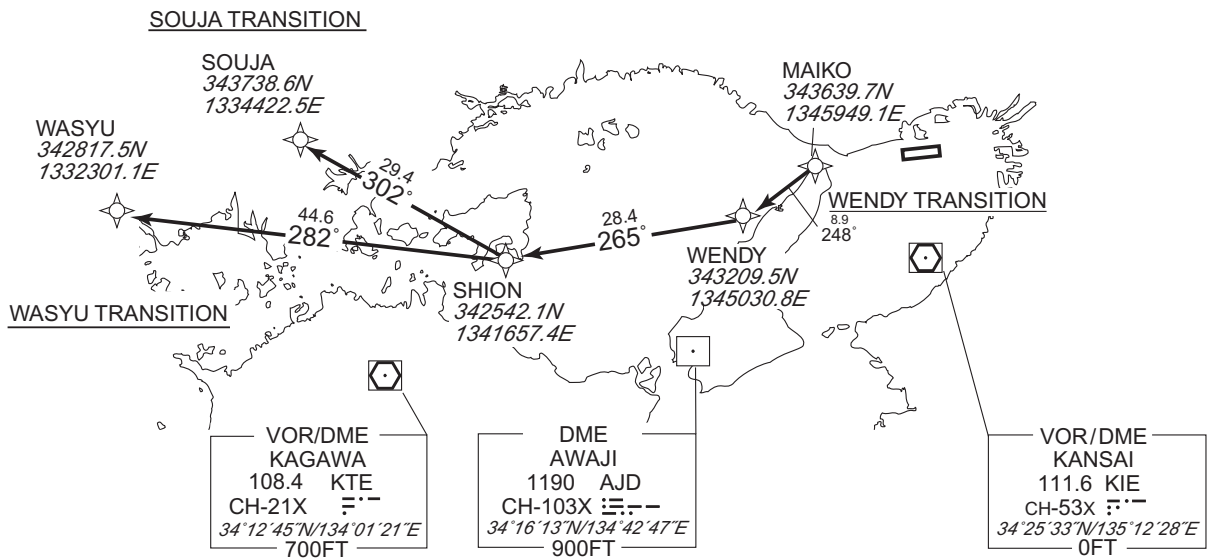 SOUJA TRANSITION
SOUJA
343738.6N
1334422.5E
MAIKO
343639.7N
1345949.1E
WASYU
342817.5N
1332301.1E
29.4
302°
44.6
282°
28.4
265°
WENDY TRANSITION
8.9
248°
WENDY
343209.5N
1345030.8E
SHION
342542.1N
1341657.4E
WASYU TRANSITION
VOR/DME
KAGAWA
108.4 KTE
CH-21X
34°12´45˝N/134°01´21˝E
700FT
DME
AWAJI
1190 AJD
CH-103X
34°16´13˝N/134°42´47˝E
900FT
VOR/DME
KANSAI
111.6 KIE
CH-53X
34°25´33˝N/135°12´28˝E
0FT